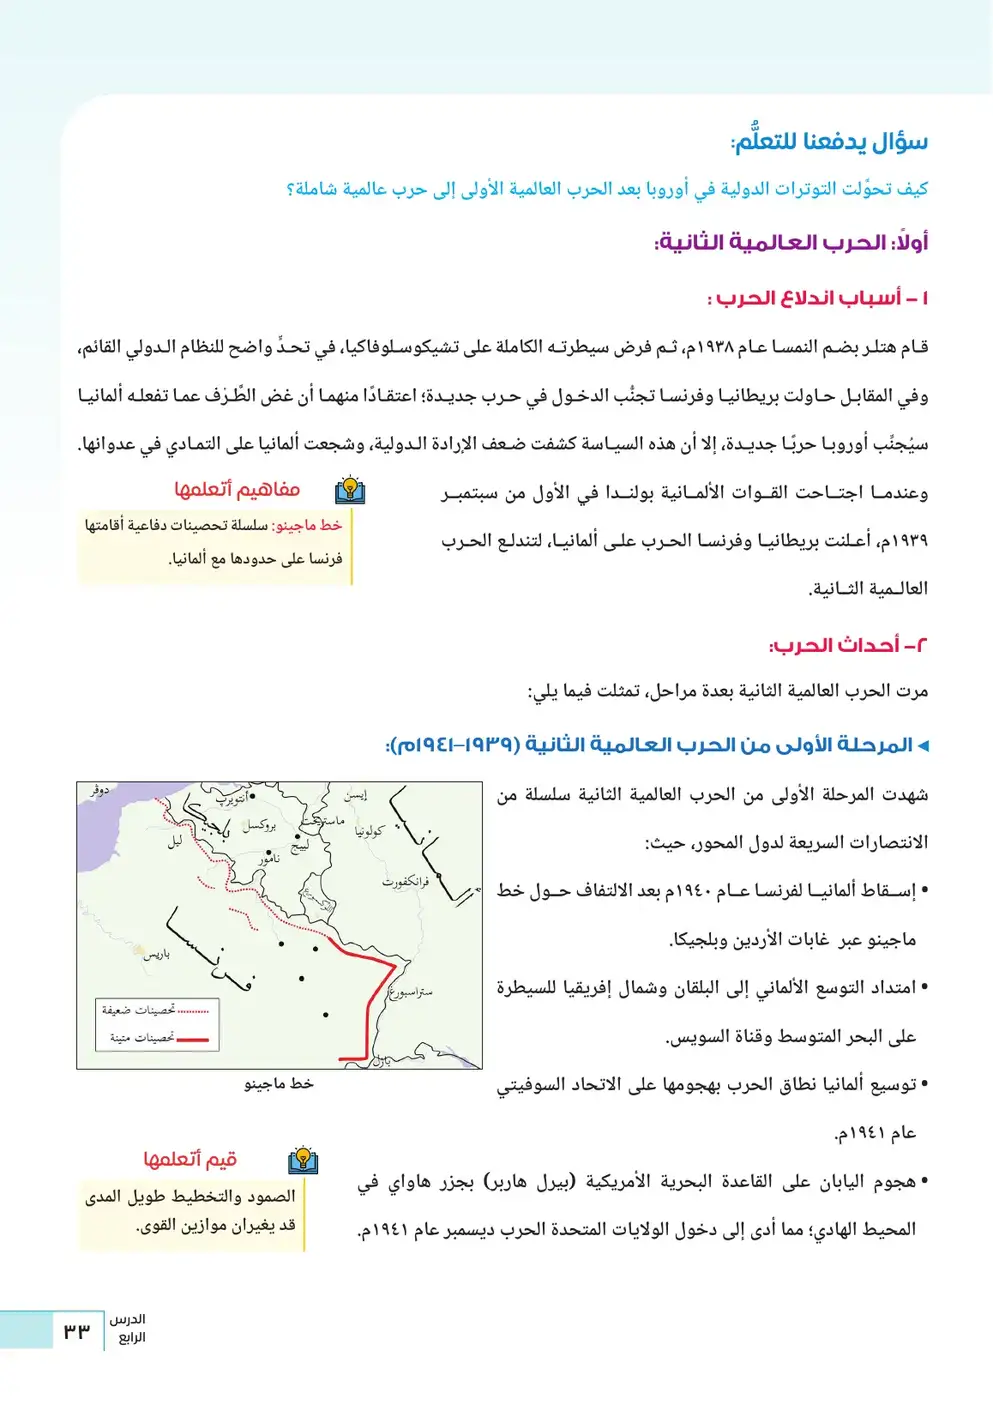 سؤال يدفعنا للتعلُّم:
كيف تحوَّلت التوترات الدولية في أوروبا بعد الحرب العالمية الأولى إلى حرب عالمية شاملة؟
أولاً: الحرب العالمية الثانية:
١ - أسباب اندلاع الحرب :
قام هتلر بضم النمسا عام ١٩٣٨م، ثم فرض سيطرته الكاملة على تشيكوسلوفاكيا، في تحدٍّ واضح للنظام الدولي القائم،
وفي المقابل حاولت بريطانيا وفرنسا تجنُّب الدخول في حرب جديدة؛ اعتقادًا منهما أن غض الطَّرْف عما تفعله ألمانيا
سيُجنِّب أوروبا حربًا جديدة، إلا أن هذه السياسة كشفت ضعف الإرادة الدولية، وشجعت ألمانيا على التمادي في عدوانها.
وعندما اجتاحت القوات الألمانية بولندا في الأول من سبتمبر
١٩٣٩م، أعلنت بريطانيا وفرنسا الحرب على ألمانيا، لتندلع الحرب
العالمية الثانية.
مفاهيم أتعلمها
خط ماجينو: سلسلة تحصينات دفاعية أقامتها
فرنسا على حدودها مع ألمانيا.
٢- أحداث الحرب:
مرت الحرب العالمية الثانية بعدة مراحل، تمثلت فيما يلي:
المرحلة الأولى من الحرب العالمية الثانية (١٩٣٩-١٩٤١م):
شهدت المرحلة الأولى من الحرب العالمية الثانية سلسلة من
الانتصارات السريعة لدول المحور، حيث:
• إسقاط ألمانيا لفرنسا عام ١٩٤٠م بعد الالتفاف حول خط
ماجينو عبر غابات الأردين وبلجيكا.
• امتداد التوسع الألماني إلى البلقان وشمال إفريقيا للسيطرة
على البحر المتوسط وقناة السويس.
• توسيع ألمانيا نطاق الحرب بهجومها على الاتحاد السوفيتي
عام ١٩٤١م.
• هجوم اليابان على القاعدة البحرية الأمريكية (بيرل هاربر) بجزر هاواي في
المحيط الهادي؛ مما أدى إلى دخول الولايات المتحدة الحرب ديسمبر عام ١٩٤١م.
دوفر
أنتويرب
إيسن
بلجيكا
بروكسل
ماستريخت
كولونيا
ليل
لييج
نامور
فرانكفورت
فرنسا
باريس
ستراسبورغ
بازل
تحصينات ضعيفة
تحصينات متينة
خط ماجينو
قيم أتعلمها
الصمود والتخطيط طويل المدى
قد يغيران موازين القوى.
الدرس
الرابع
٣٣